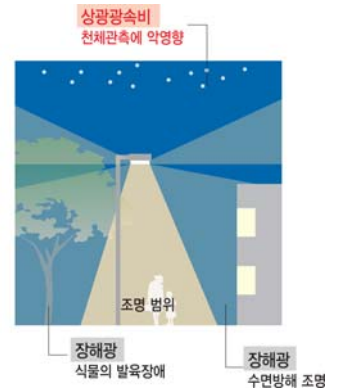 상광광속비
천체관측에 악영향
조명 범위
장해광
식물의 발육장애
장해광
수면방해 조명